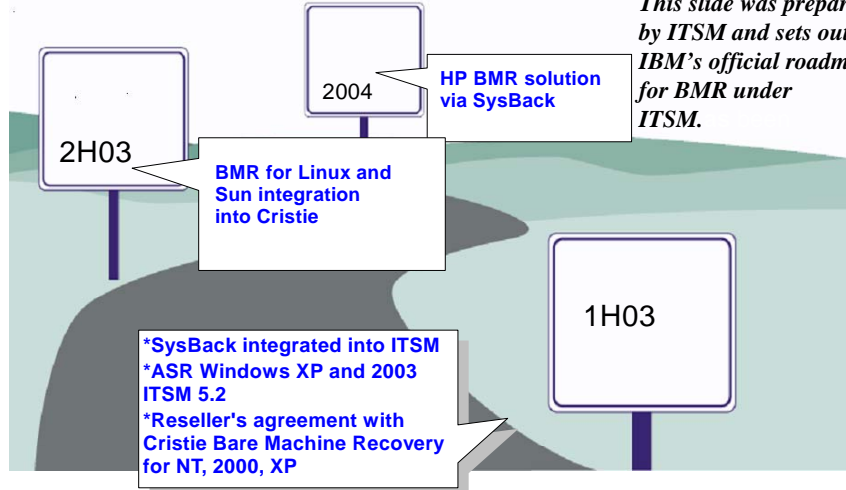 This slide was prepar
by ITSM and sets out
IBM's official roadm
for BMR under
ITSM.
2004
HP BMR solution
via SysBack
2H03
BMR for Linux and
Sun integration
into Cristie
1H03
*SysBack integrated into ITSM
*ASR Windows XP and 2003
ITSM 5.2
*Reseller's agreement with
Cristie Bare Machine Recovery
for NT, 2000, XP